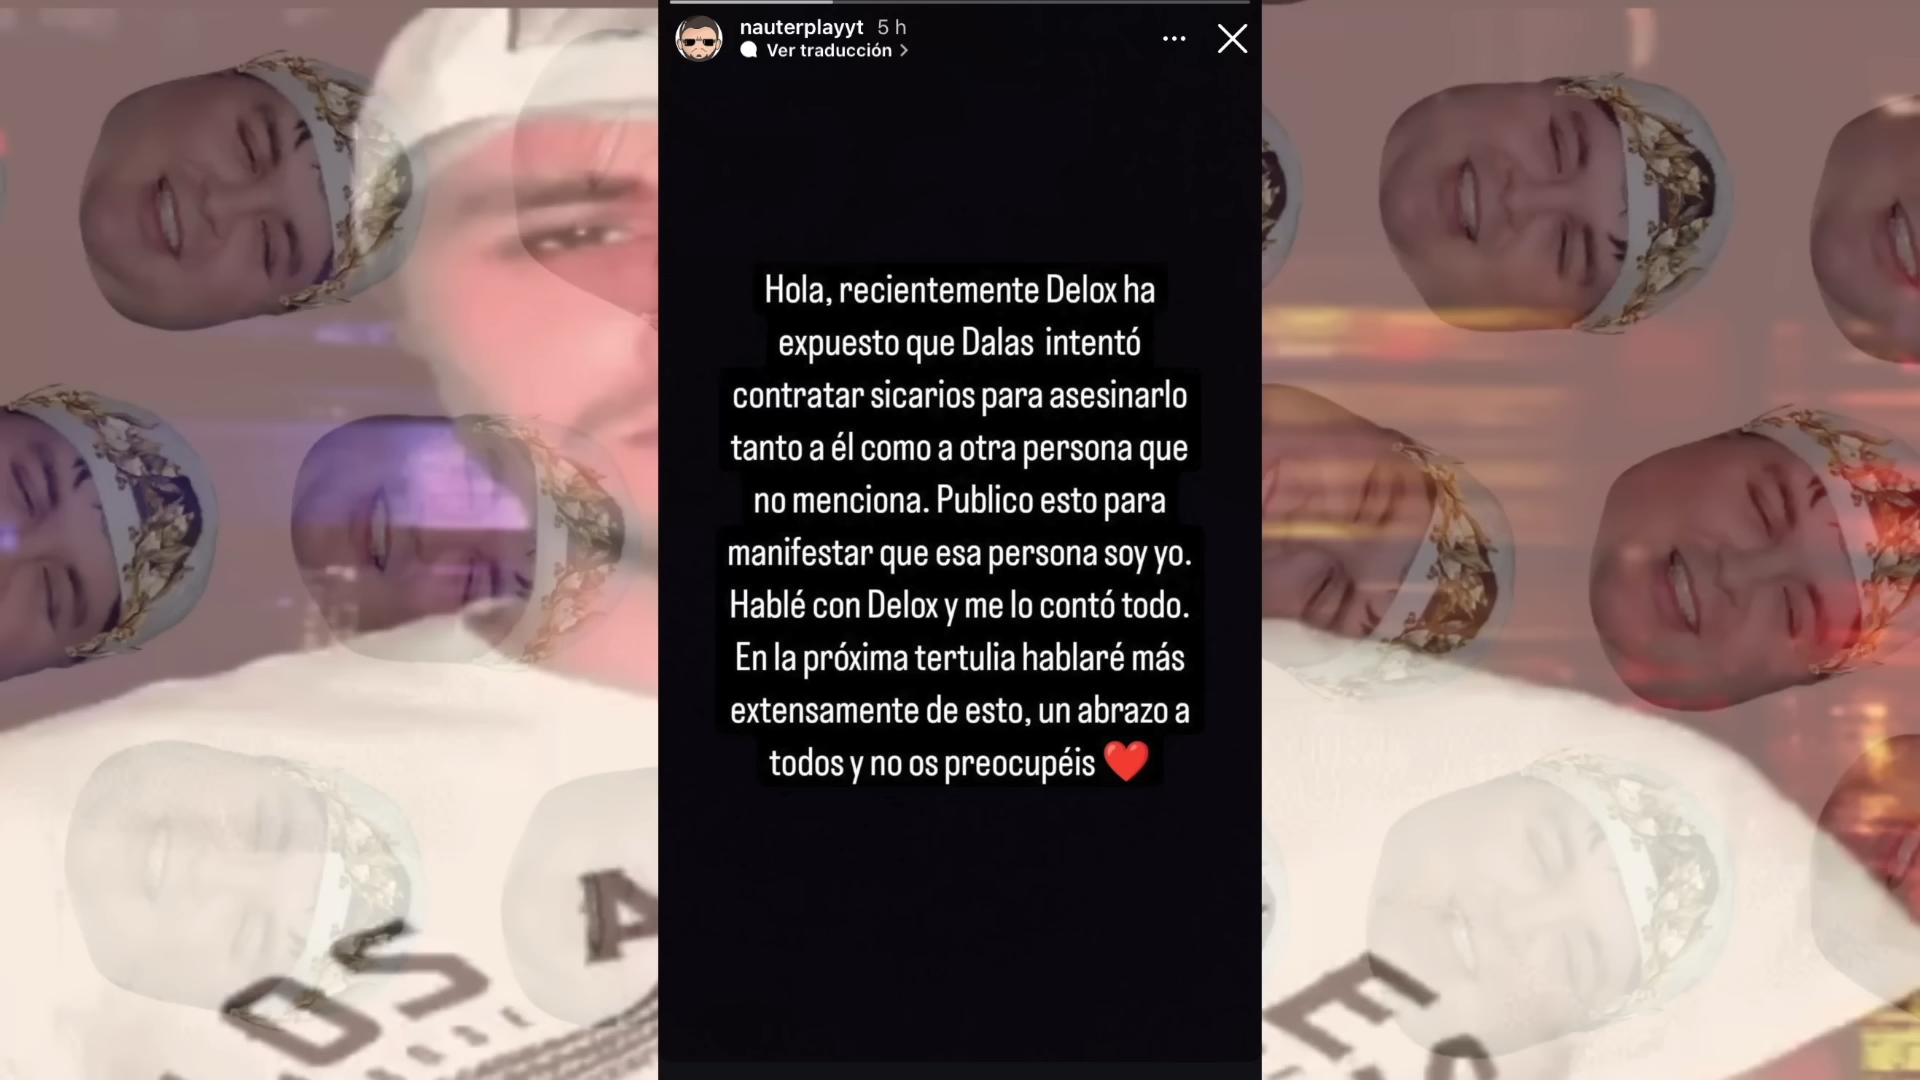 nauterplayyt 5 h
Ver traducción >
Hola, recientemente Delox ha
expuesto que Dalas intentó
contratar sicarios para asesinarlo
tanto a él como a otra persona que
no menciona. Publico esto para
manifestar que esa persona soy yo.
Hablé con Delox y me lo contó todo.
En la próxima tertulia hablaré más
extensamente de esto, un abrazo a
todos y no os preocupéis ❤️